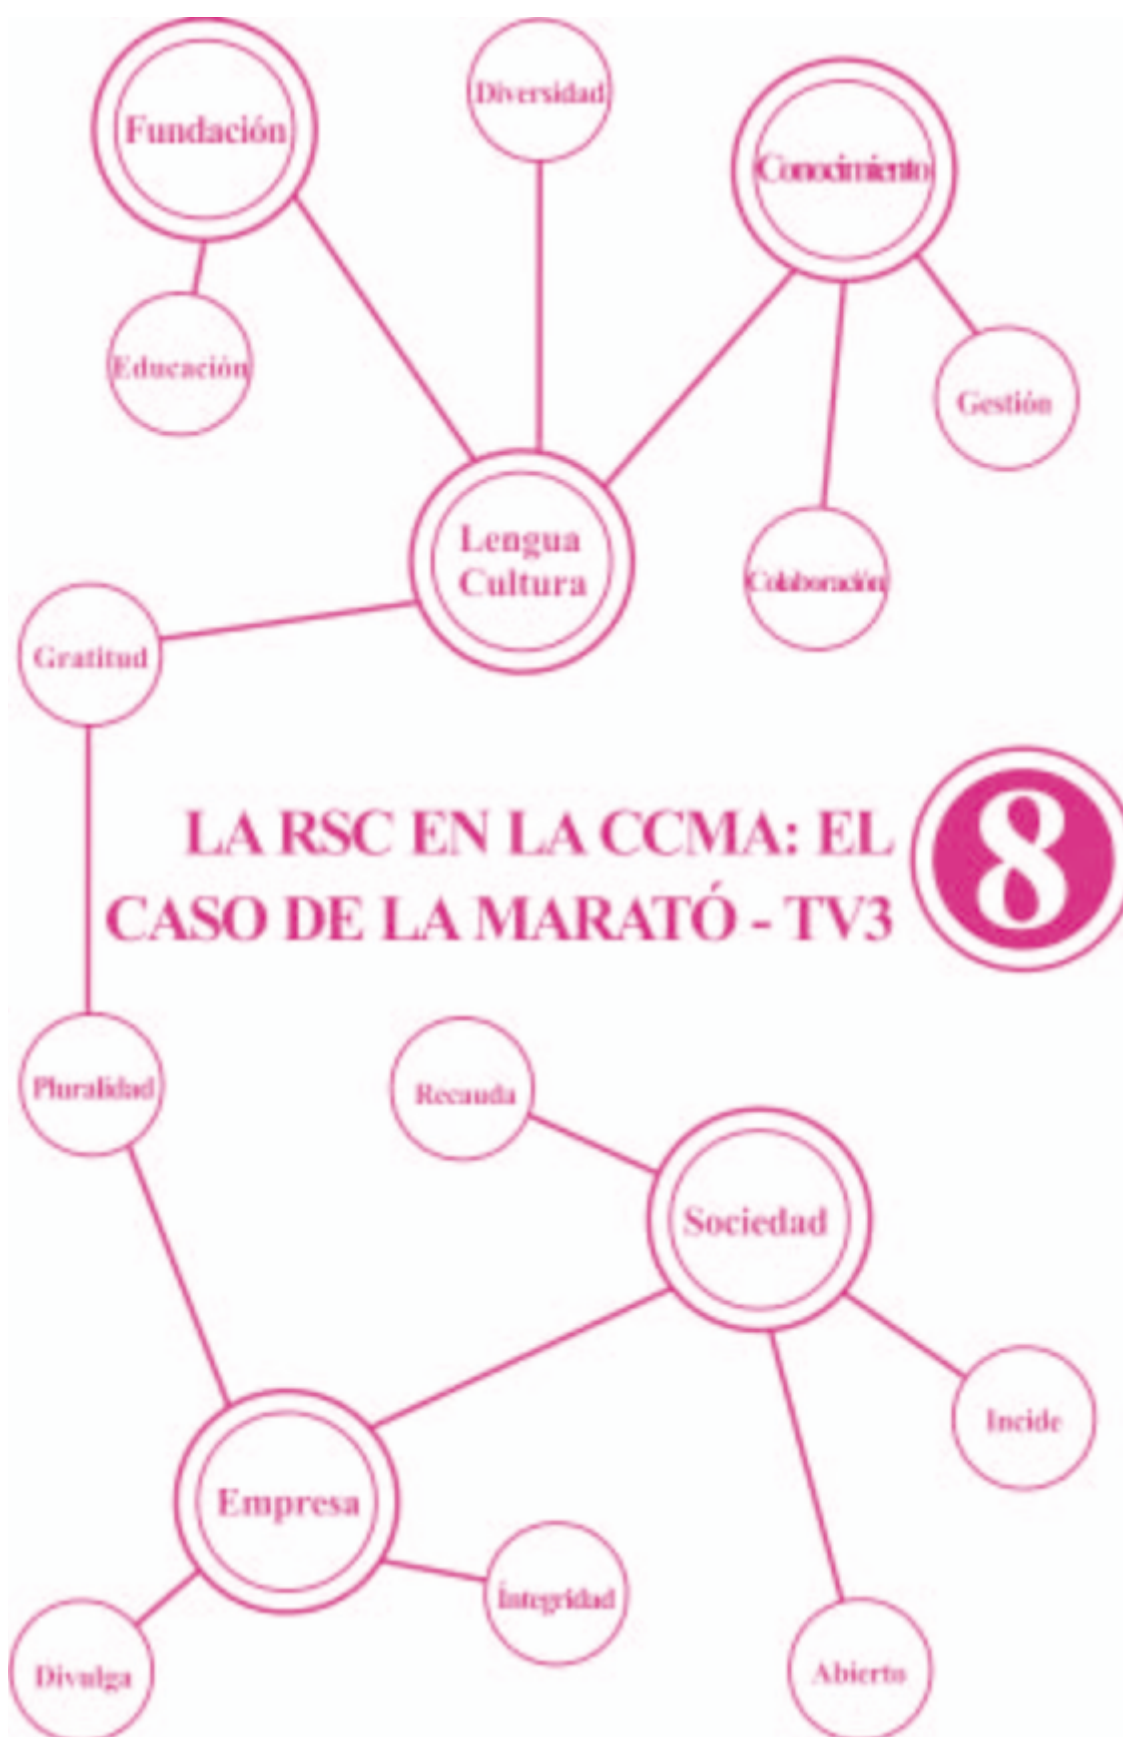 Fundación
Diversidad
Conocimiento
Educación
Gestión
Lengua
Cultura
Colaboración
Gratitud
LA RSC EN LA CCMA: EL
CASO DE LA MARATÓ - TV3
8
Pluralidad
Recauda
Sociedad
Incide
Empresa
Integridad
Divulga
Abierto